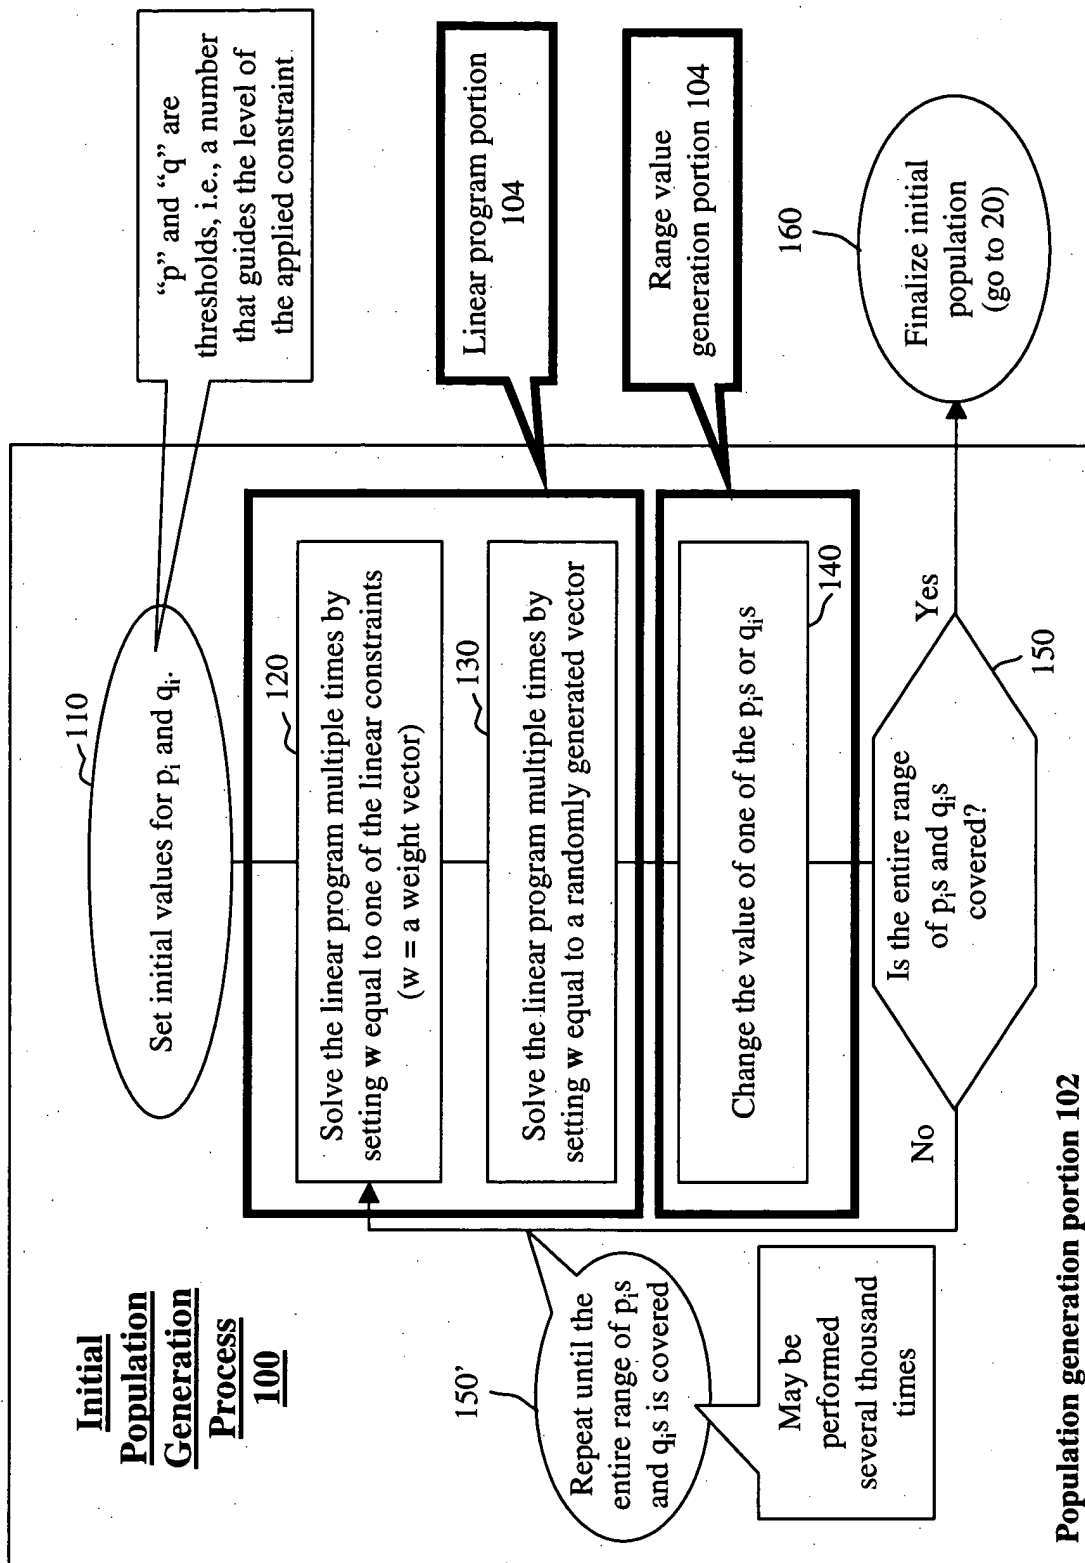 Initial
Population
Generation
Process
100
110
Set initial values for pᵢ and qᵢ.
“p” and “q” are
thresholds, i.e., a number
that guides the level of
the applied constraint
120
Solve the linear program multiple times by
setting w equal to one of the linear constraints
(w = a weight vector)
130
Solve the linear program multiple times by
setting w equal to a randomly generated vector
Linear program portion
104
Change the value of one of the pᵢs or qᵢs
140
Range value
generation portion 104
150’
Repeat until the
entire range of pᵢs
and qᵢs is covered
May be
performed
several thousand
times
No
Is the entire range
of pᵢs and qᵢs
covered?
Yes
150
160
Finalize initial
population
(go to 20)
Population generation portion 102